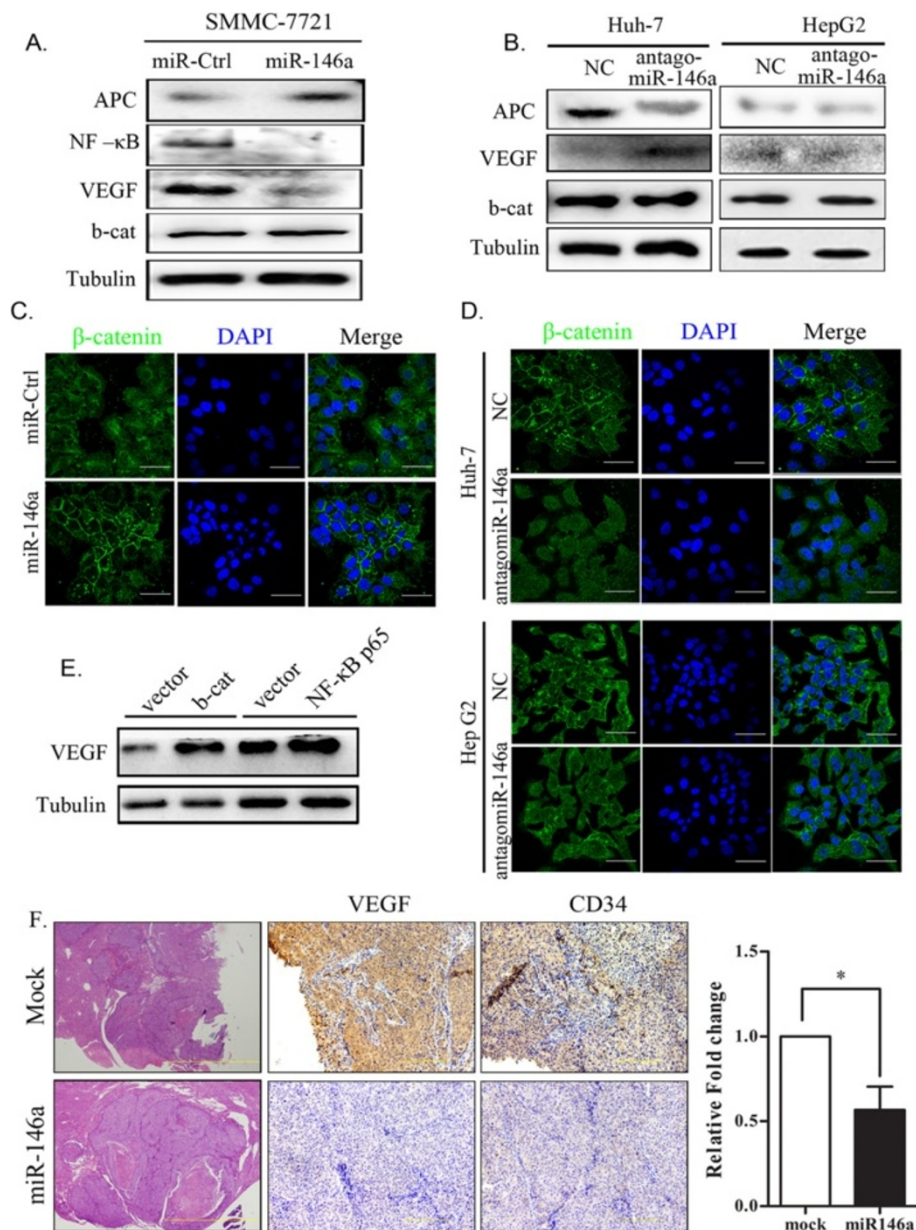 A.
SMMC-7721
miR-Ctrl miR-146a
APC
NF –κB
VEGF
b-cat
Tubulin
B.
Huh-7 HepG2
NC antago-miR-146a NC antago-miR-146a
APC
VEGF
b-cat
Tubulin
C.
β-catenin DAPI Merge
miR-Ctrl
miR-146a
D.
β-catenin DAPI Merge
Huh-7
NC
antagomiR-146a
Hep G2
NC
antagomiR-146a
E.
vector b-cat vector NF-κB p65
VEGF
Tubulin
F.
VEGF CD34
Mock
miR-146a
Relative Fold change
1.5
1.0
0.5
0.0
*
mock miR146a